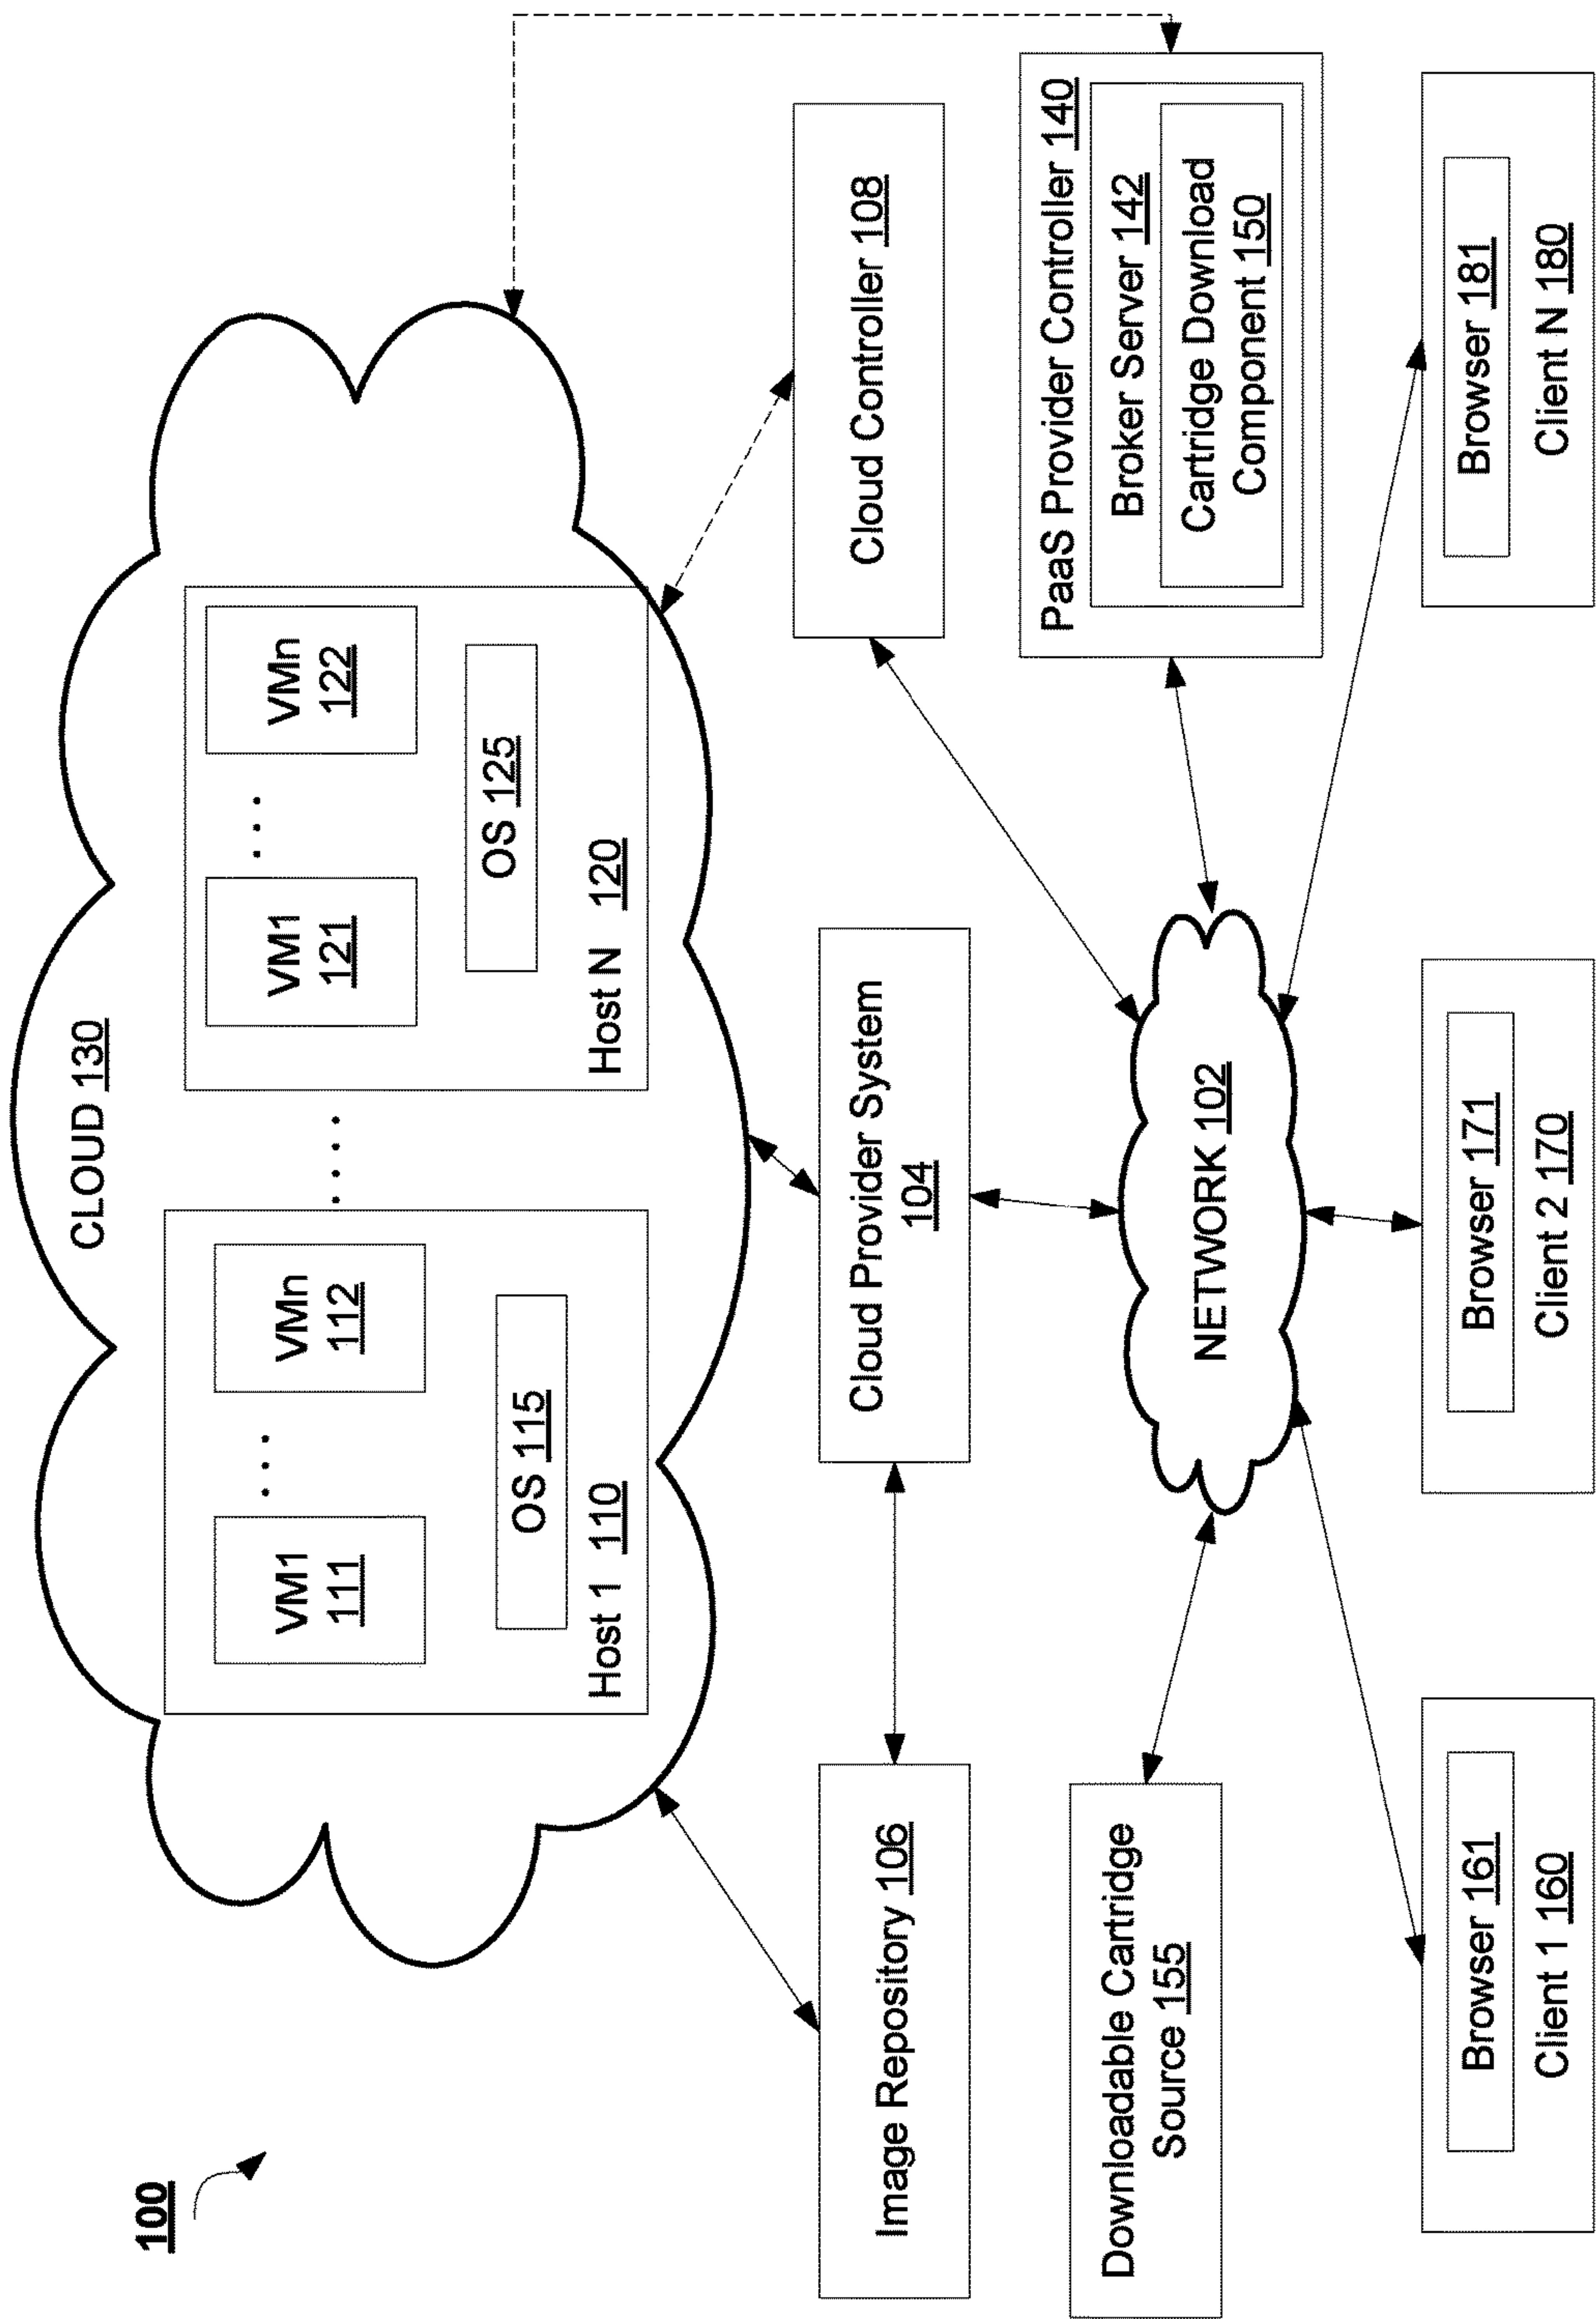 100
CLOUD 130
VM1
111
. . .
VMn
112
OS 115
Host 1 110
. . . . .
VM1
121
. . .
VMn
122
OS 125
Host N 120
Image Repository 106
Cloud Provider System
104
Cloud Controller 108
Downloadable Cartridge
Source 155
NETWORK 102
PaaS Provider Controller 140
Broker Server 142
Cartridge Download
Component 150
Browser 161
Client 1 160
Browser 171
Client 2 170
Browser 181
Client N 180